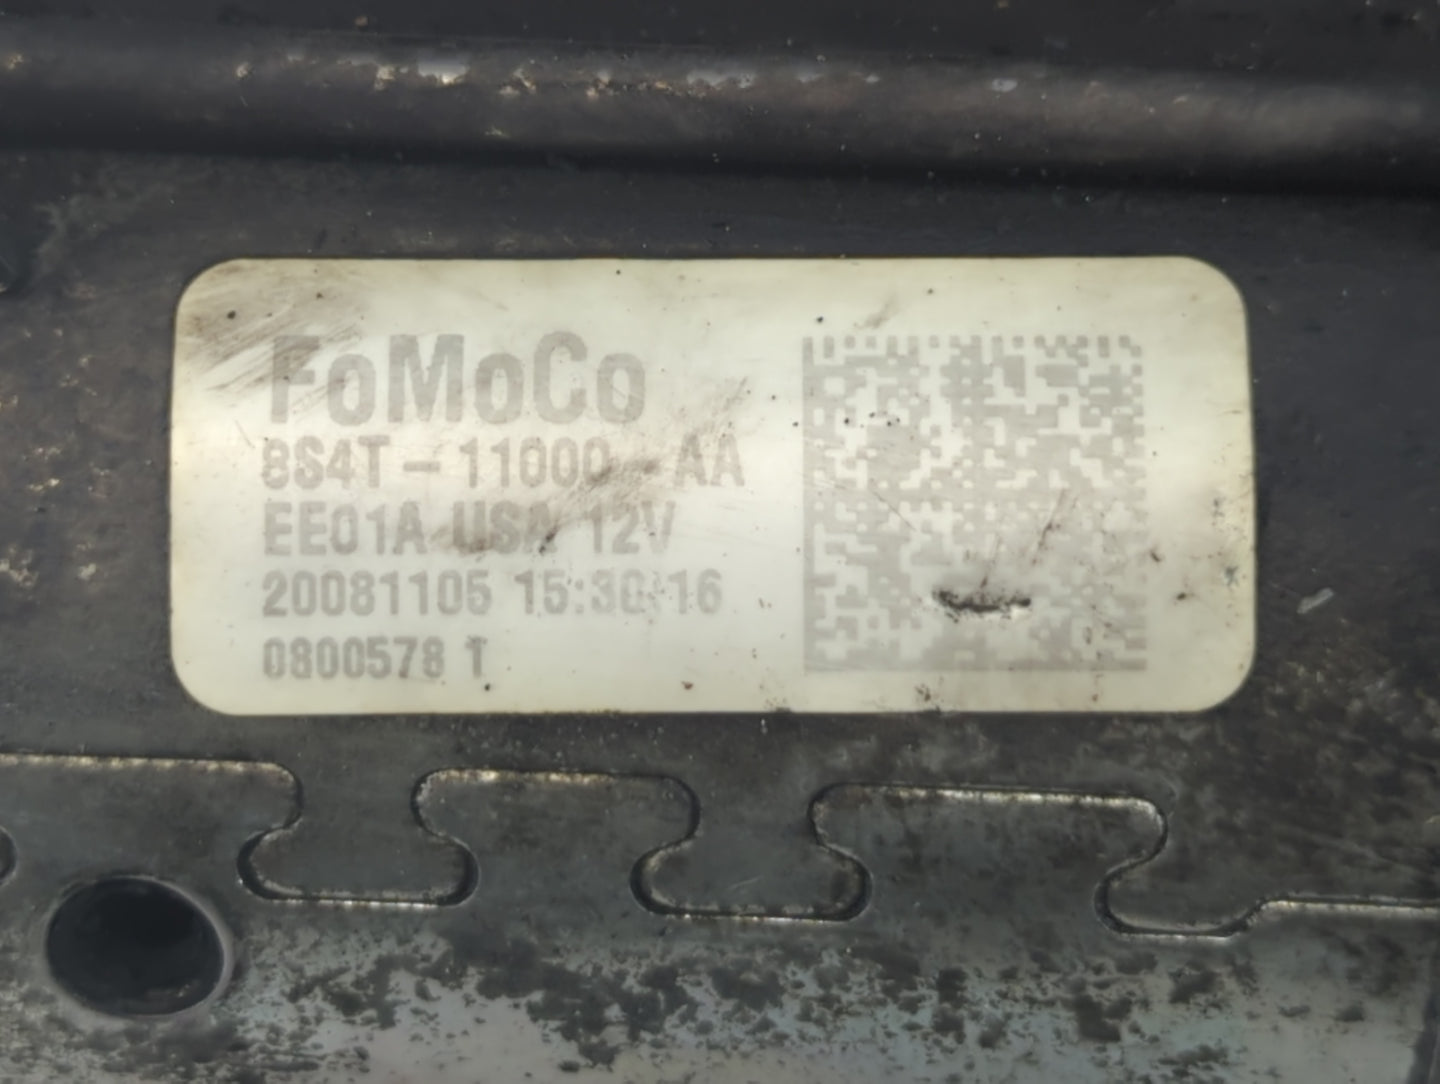 FoMoCo
8S4T-11000-AA
EE01A USA 12V
20081105 15:30:16
0800578 T